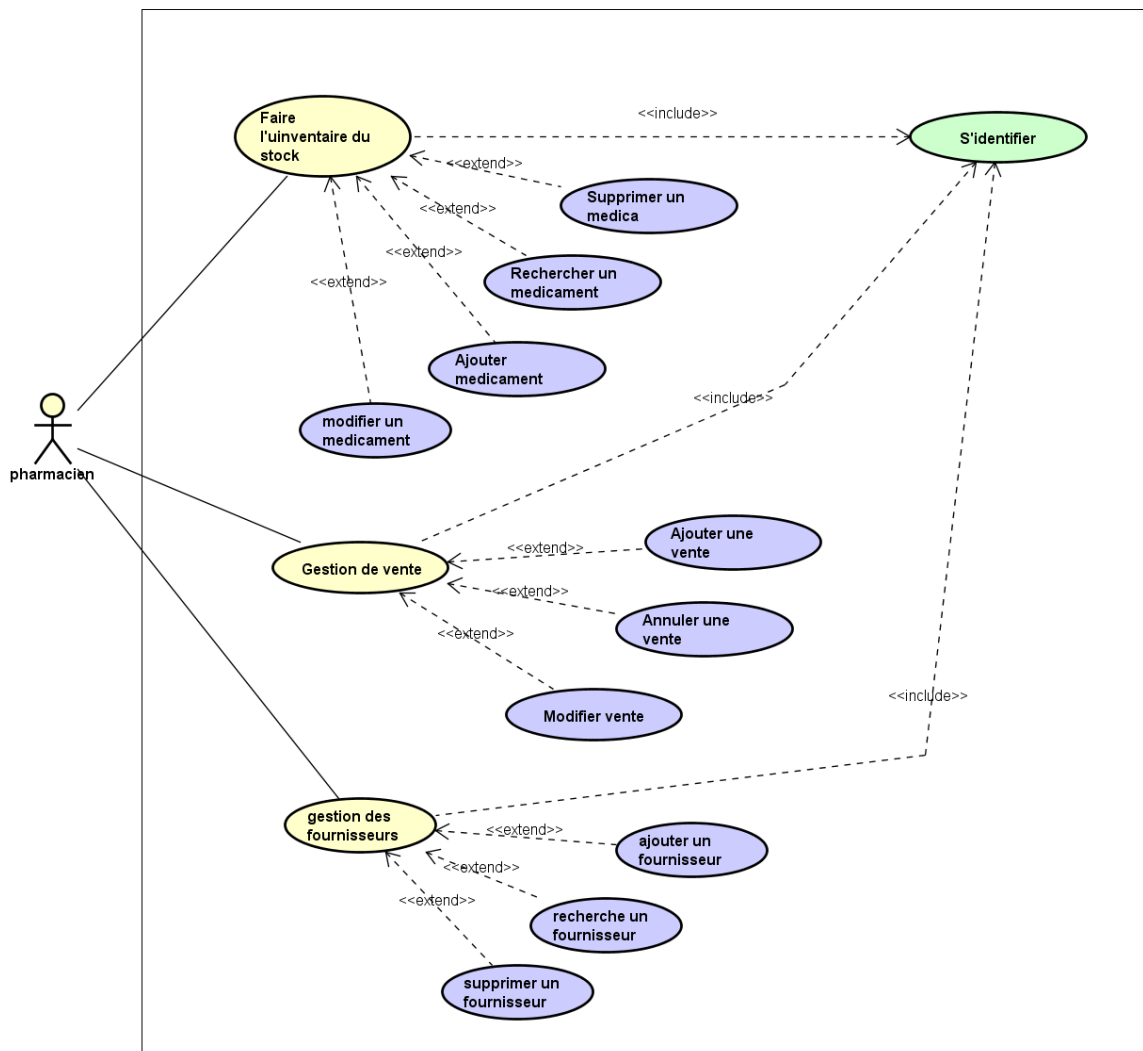 Faire
l'uinventaire du
stock
<<include>>
S'identifier
<<extend>>
Supprimer un
medica
<<extend>>
Rechercher un
medicament
<<extend>>
<<extend>>
Ajouter
medicament
modifier un
medicament
<<include>>
pharmacien
Gestion de vente
<<extend>>
Ajouter une
vente
<<extend>>
Annuler une
vente
<<extend>>
Modifier vente
<<include>>
gestion des
fournisseurs
<<extend>>
ajouter un
fournisseur
<<extend>>
recherche un
fournisseur
<<extend>>
supprimer un
fournisseur